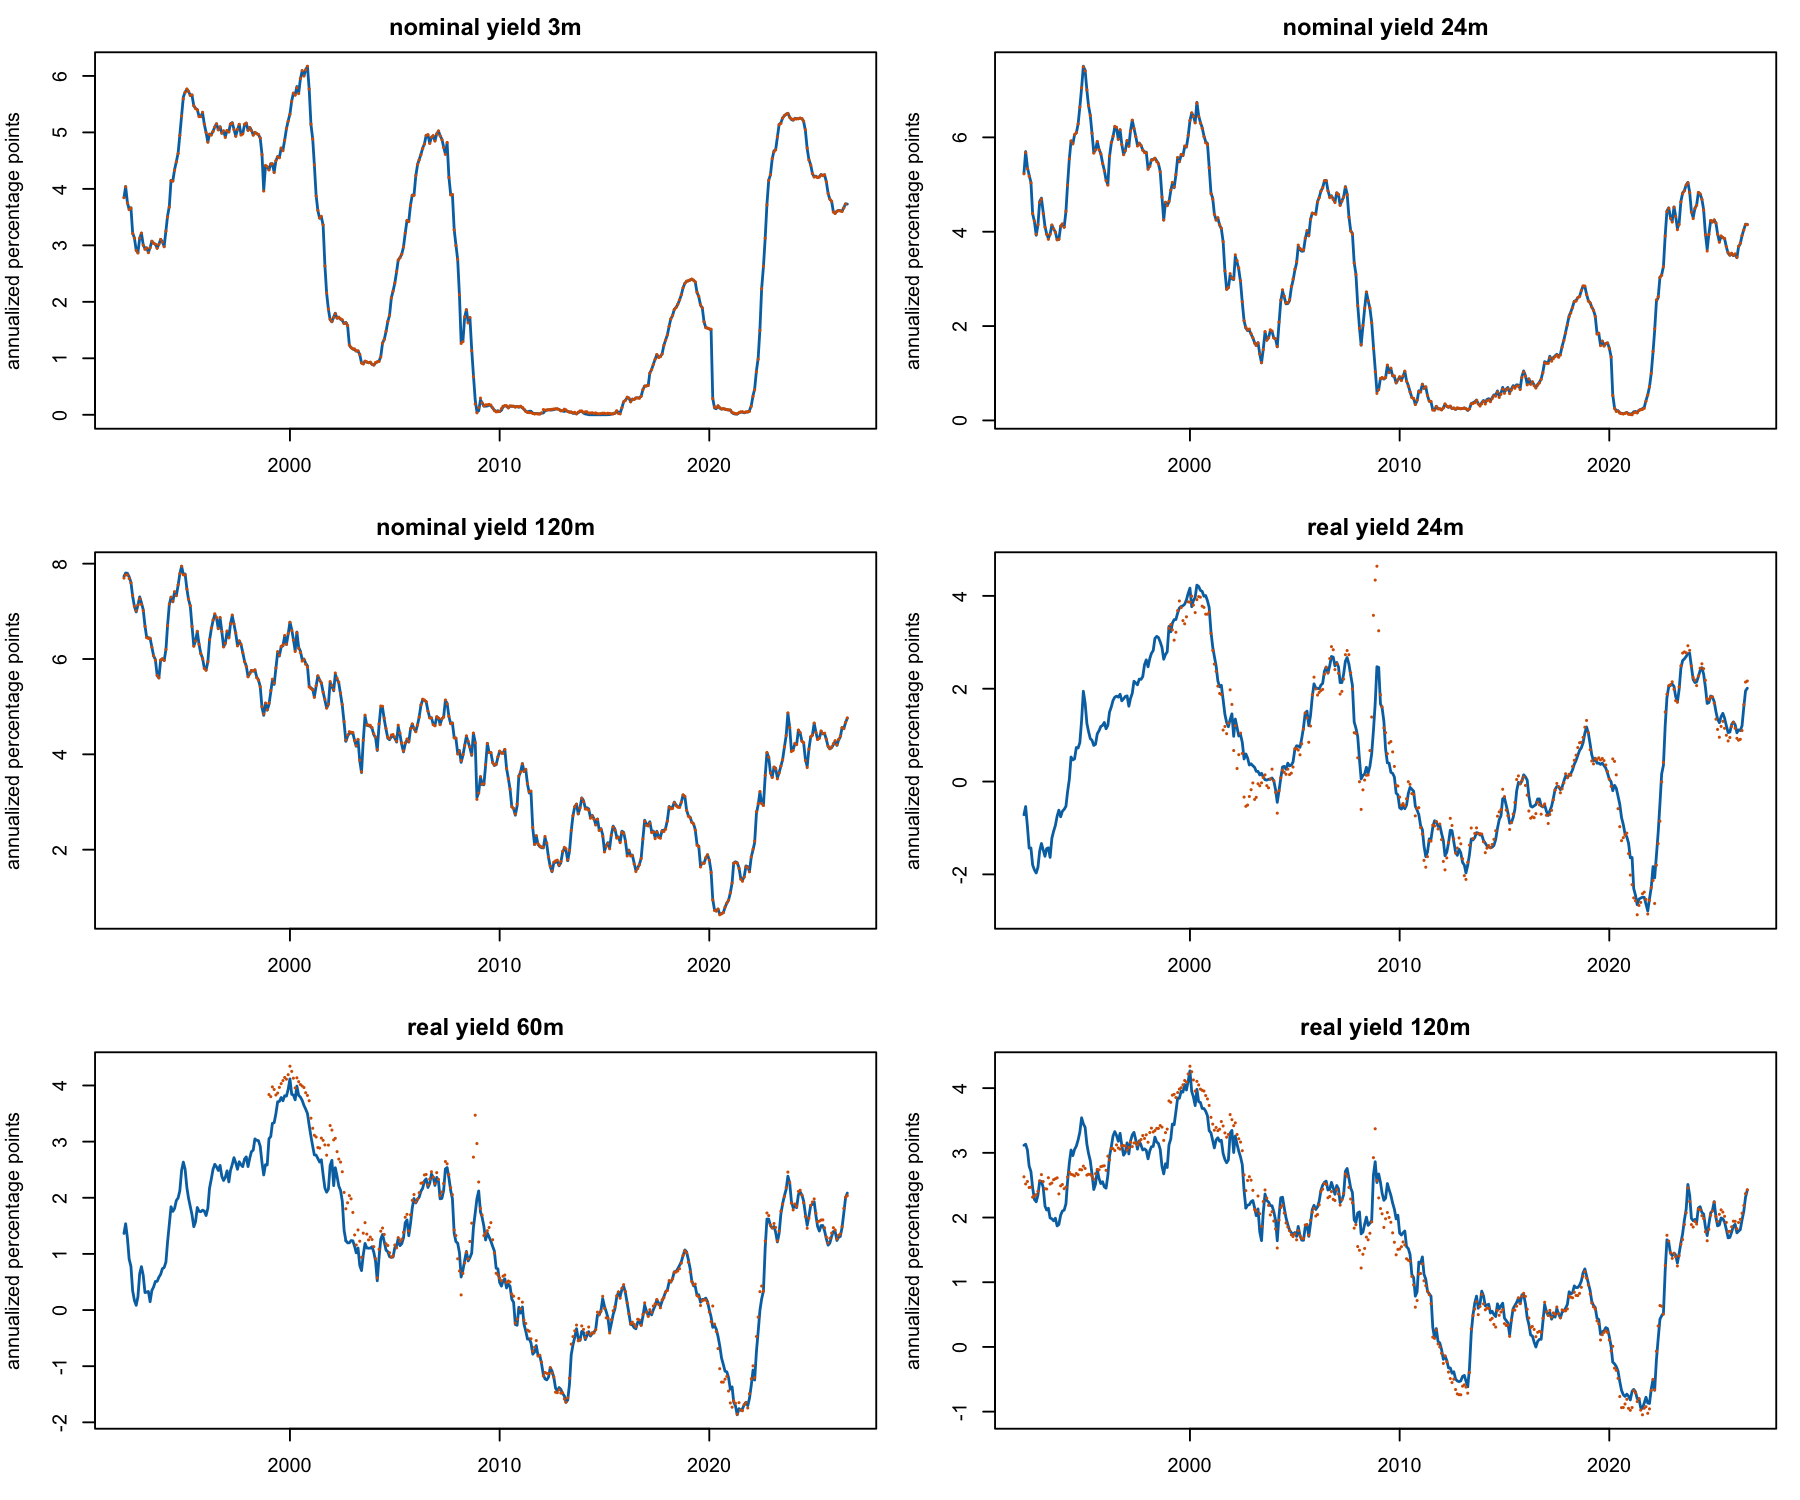 nominal yield 3m
annualized percentage points
0 1 2 3 4 5 6
2000 2010 2020
nominal yield 24m
annualized percentage points
0 2 4 6
2000 2010 2020
nominal yield 120m
annualized percentage points
2 4 6 8
2000 2010 2020
real yield 24m
annualized percentage points
-2 0 2 4
2000 2010 2020
real yield 60m
annualized percentage points
-2 -1 0 1 2 3 4
2000 2010 2020
real yield 120m
annualized percentage points
-1 0 1 2 3 4
2000 2010 2020